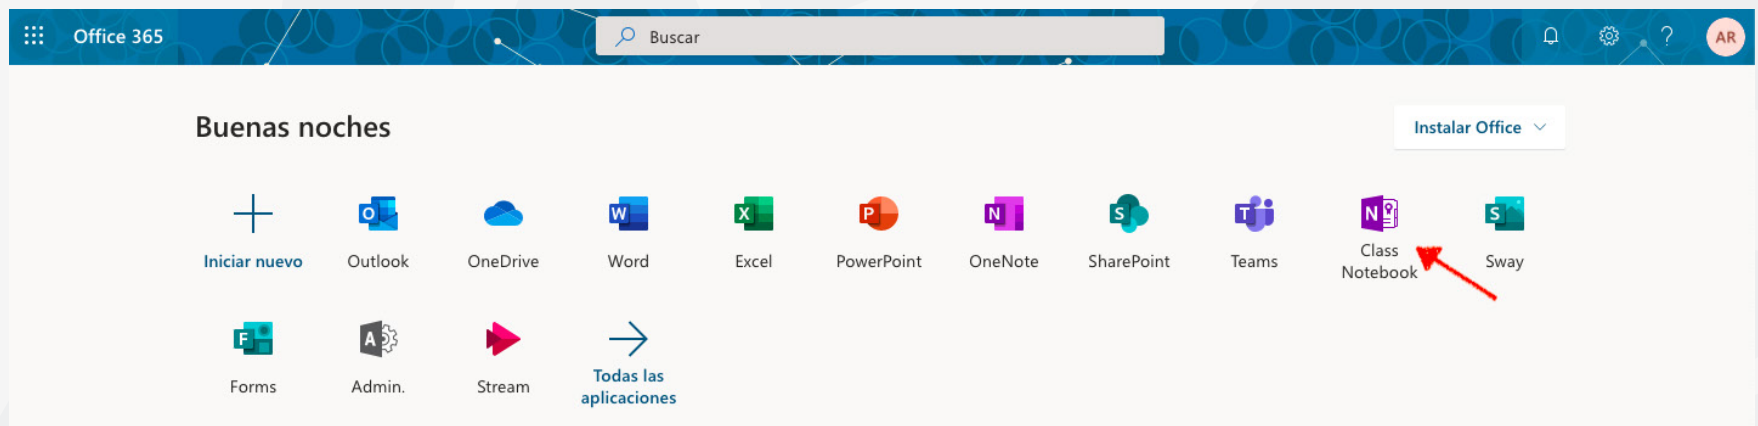 Office 365
Buscar
AR
Buenas noches
Instalar Office
Iniciar nuevo
Outlook
OneDrive
Word
Excel
PowerPoint
OneNote
SharePoint
Teams
Class
Notebook
Sway
Forms
Admin.
Stream
Todas las
aplicaciones